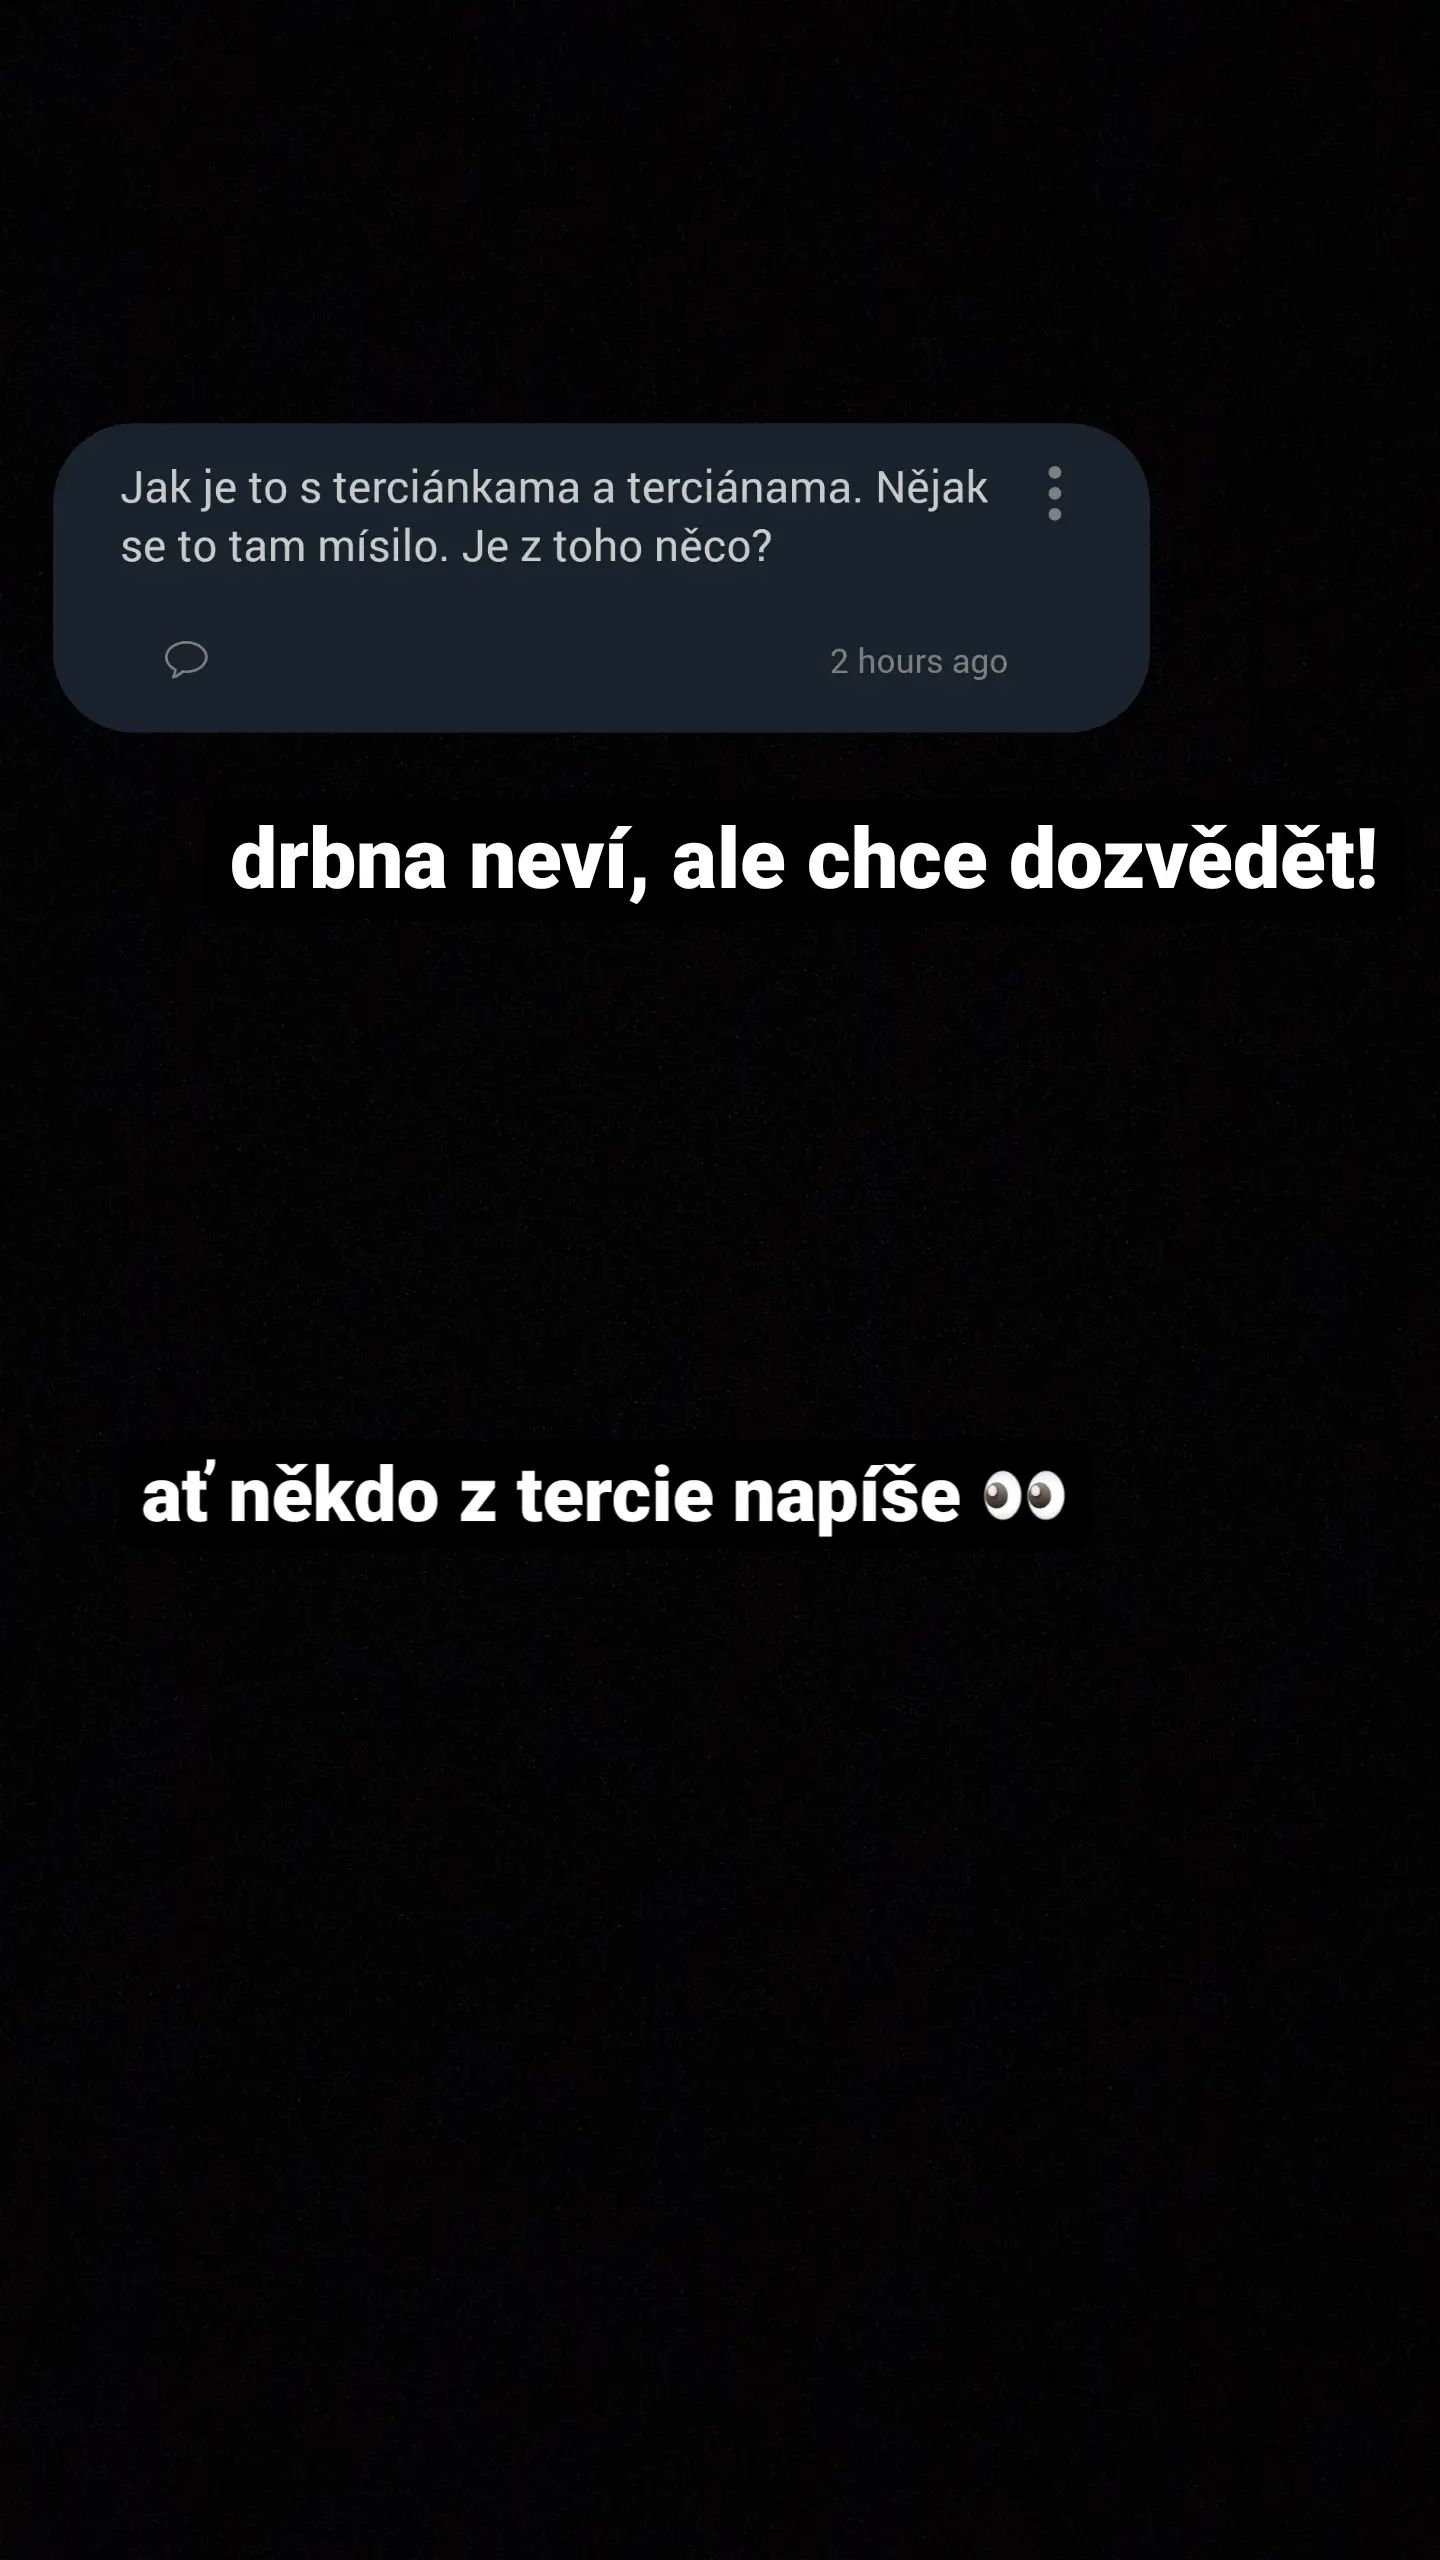 Jak je to s terciánkama a terciánama. Nějak
se to tam mísilo. Je z toho něco?
2 hours ago
drbna neví, ale chce dozvědět!
ať někdo z tercie napíše 👀